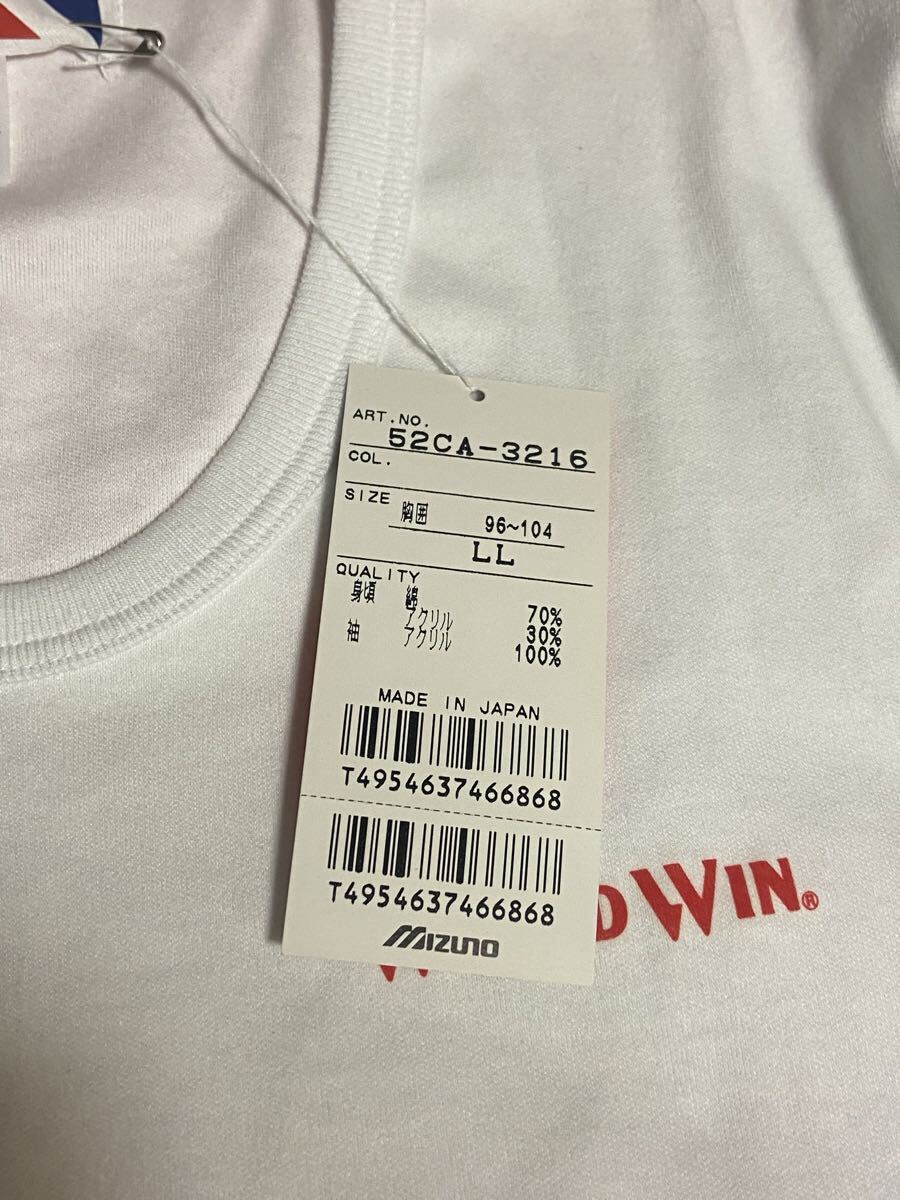 ART.NO.
52CA-3216
COL.
SIZE
胸囲 96~104
LL
QUALITY
身頃 綿 70%
アクリル 30%
袖 アクリル 100%
MADE IN JAPAN
T4954637466868
T4954637466868
MIZUNO
D WIN®